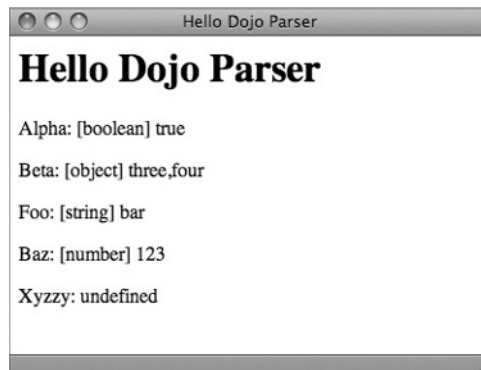 Hello Dojo Parser
Hello Dojo Parser
Alpha: [boolean] true
Beta: [object] three,four
Foo: [string] bar
Baz: [number] 123
Xyzzy: undefined